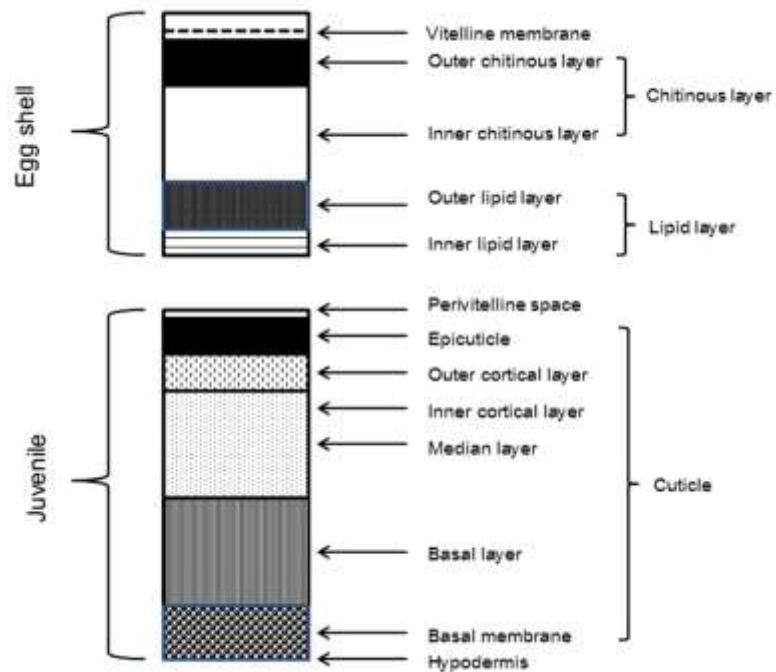 Egg shell
Vitelline membrane
Outer chitinous layer
Chitinous layer
Inner chitinous layer
Outer lipid layer
Lipid layer
Inner lipid layer
Juvenile
Perivitelline space
Epicuticle
Outer cortical layer
Inner cortical layer
Median layer
Cuticle
Basal layer
Basal membrane
Hypodermis